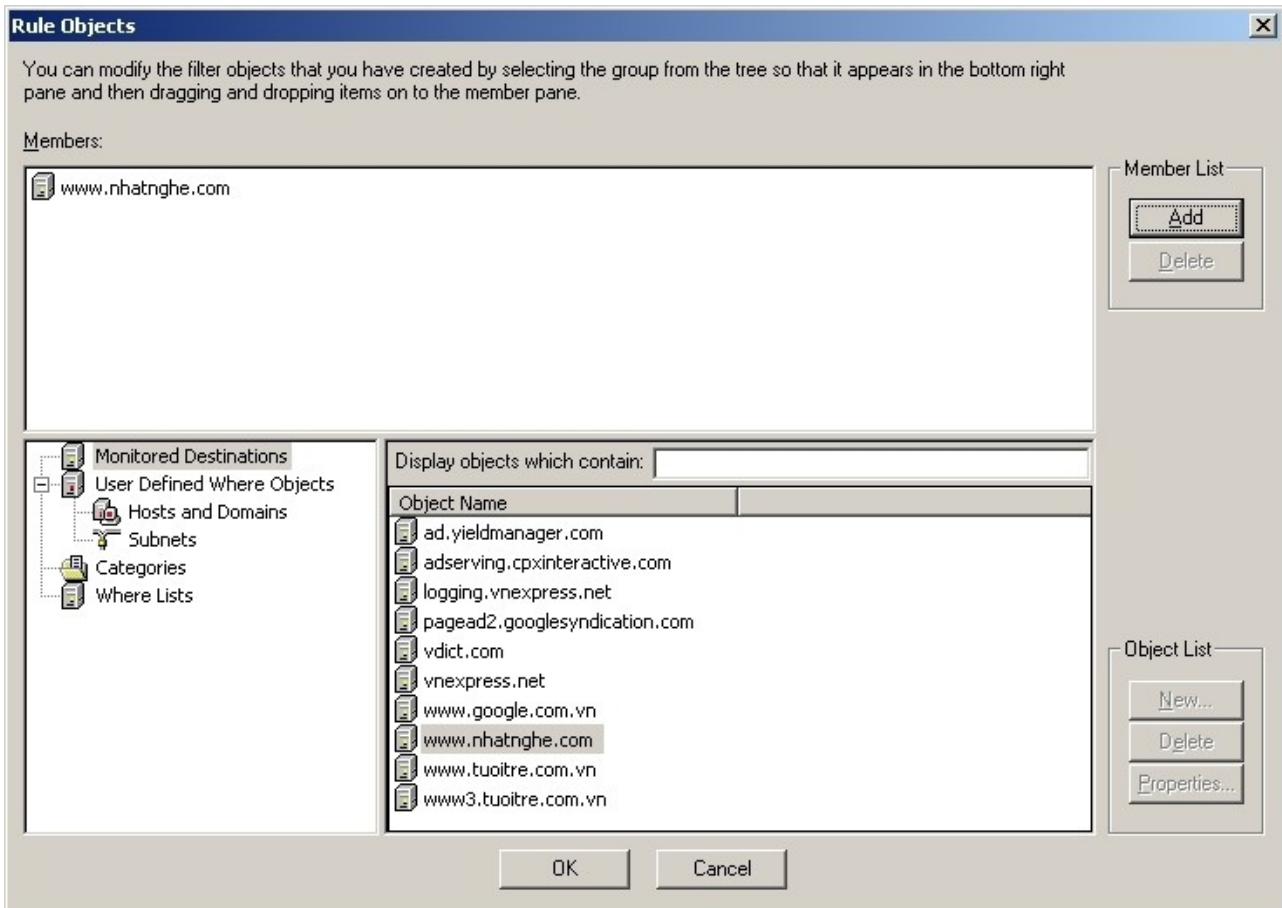 Rule Objects
You can modify the filter objects that you have created by selecting the group from the tree so that it appears in the bottom right
pane and then dragging and dropping items on to the member pane.
Members:
www.nhatnghe.com
Member List
Add
Delete
Monitored Destinations
User Defined Where Objects
Hosts and Domains
Subnets
Categories
Where Lists
Display objects which contain:
Object Name
ad.yieldmanager.com
adserving.cpxinteractive.com
logging.vnexpress.net
pagead2.googlesyndication.com
vdict.com
vnexpress.net
www.google.com.vn
www.nhatnghe.com
www.tuoitre.com.vn
www3.tuoitre.com.vn
Object List
New...
Delete
Properties...
OK
Cancel